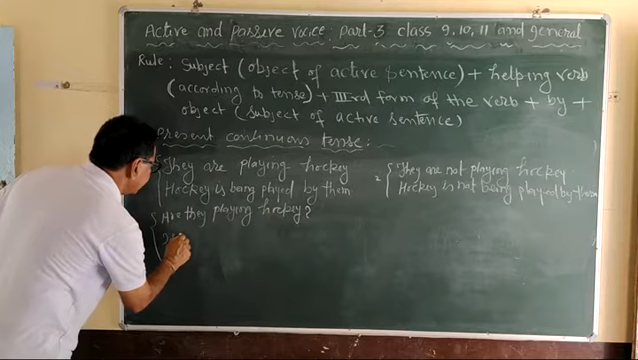 Active and passive voice: part-3 class 9, 10, 11 and general
Rule: Subject (object of active sentence) + helping verb
(according to tense) + IIIrd form of the verb + by +
object (subject of active sentence)
Present continuous tense:-
They are playing hockey
Hockey is being played by them
Are they playing hockey?
2 They are not playing hockey.
Hockey is not being played by them